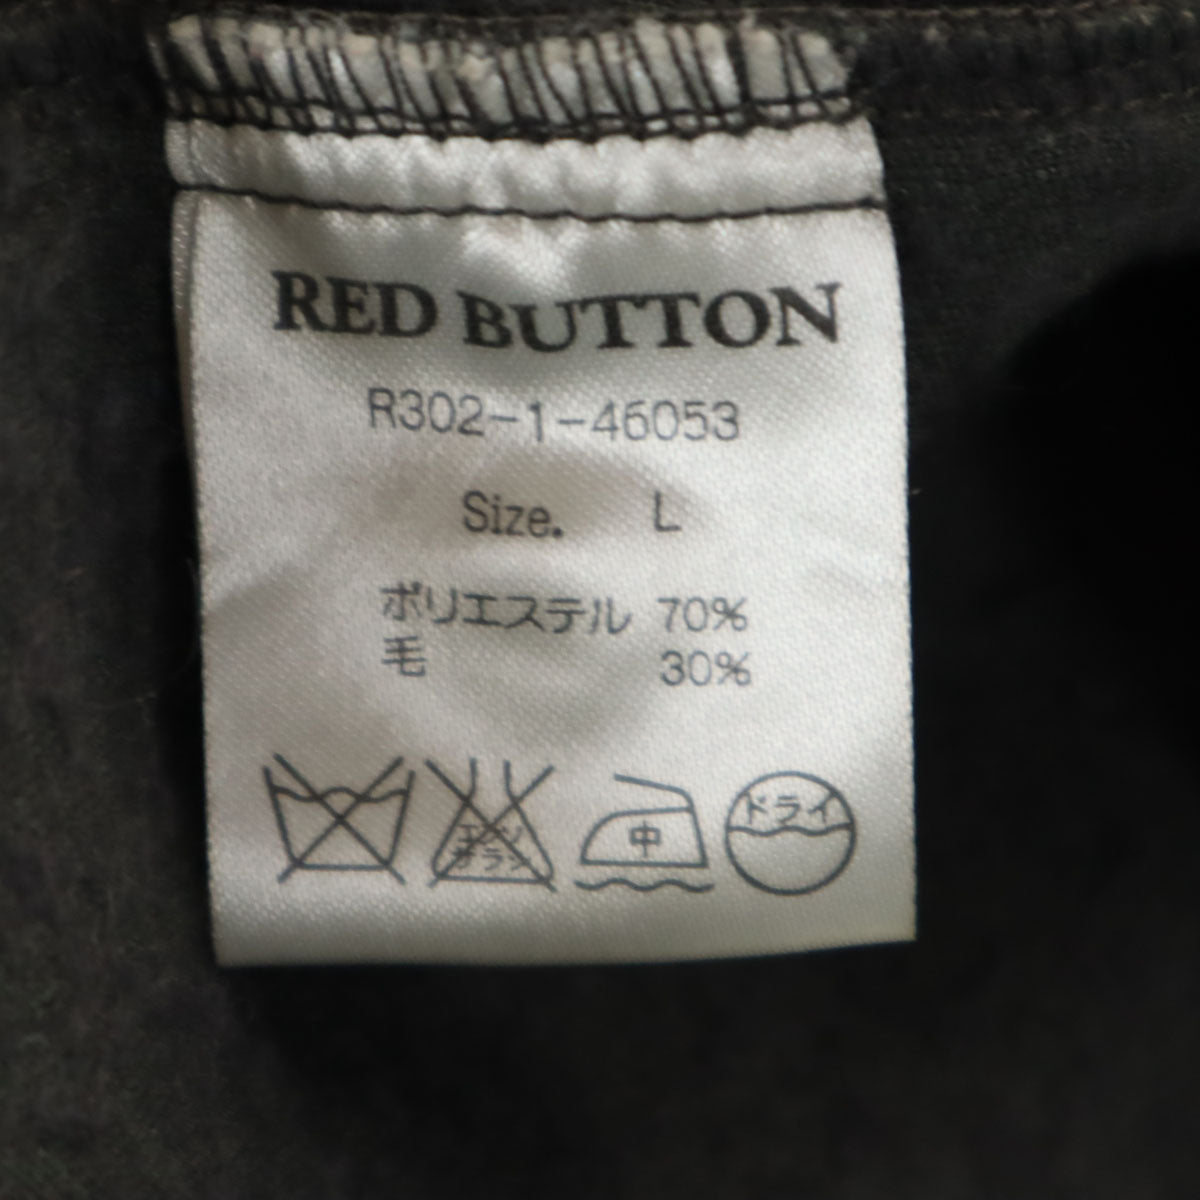 RED BUTTON
R302-1-46053
Size. L
ポリエステル 70%
毛 30%
中 ドライ